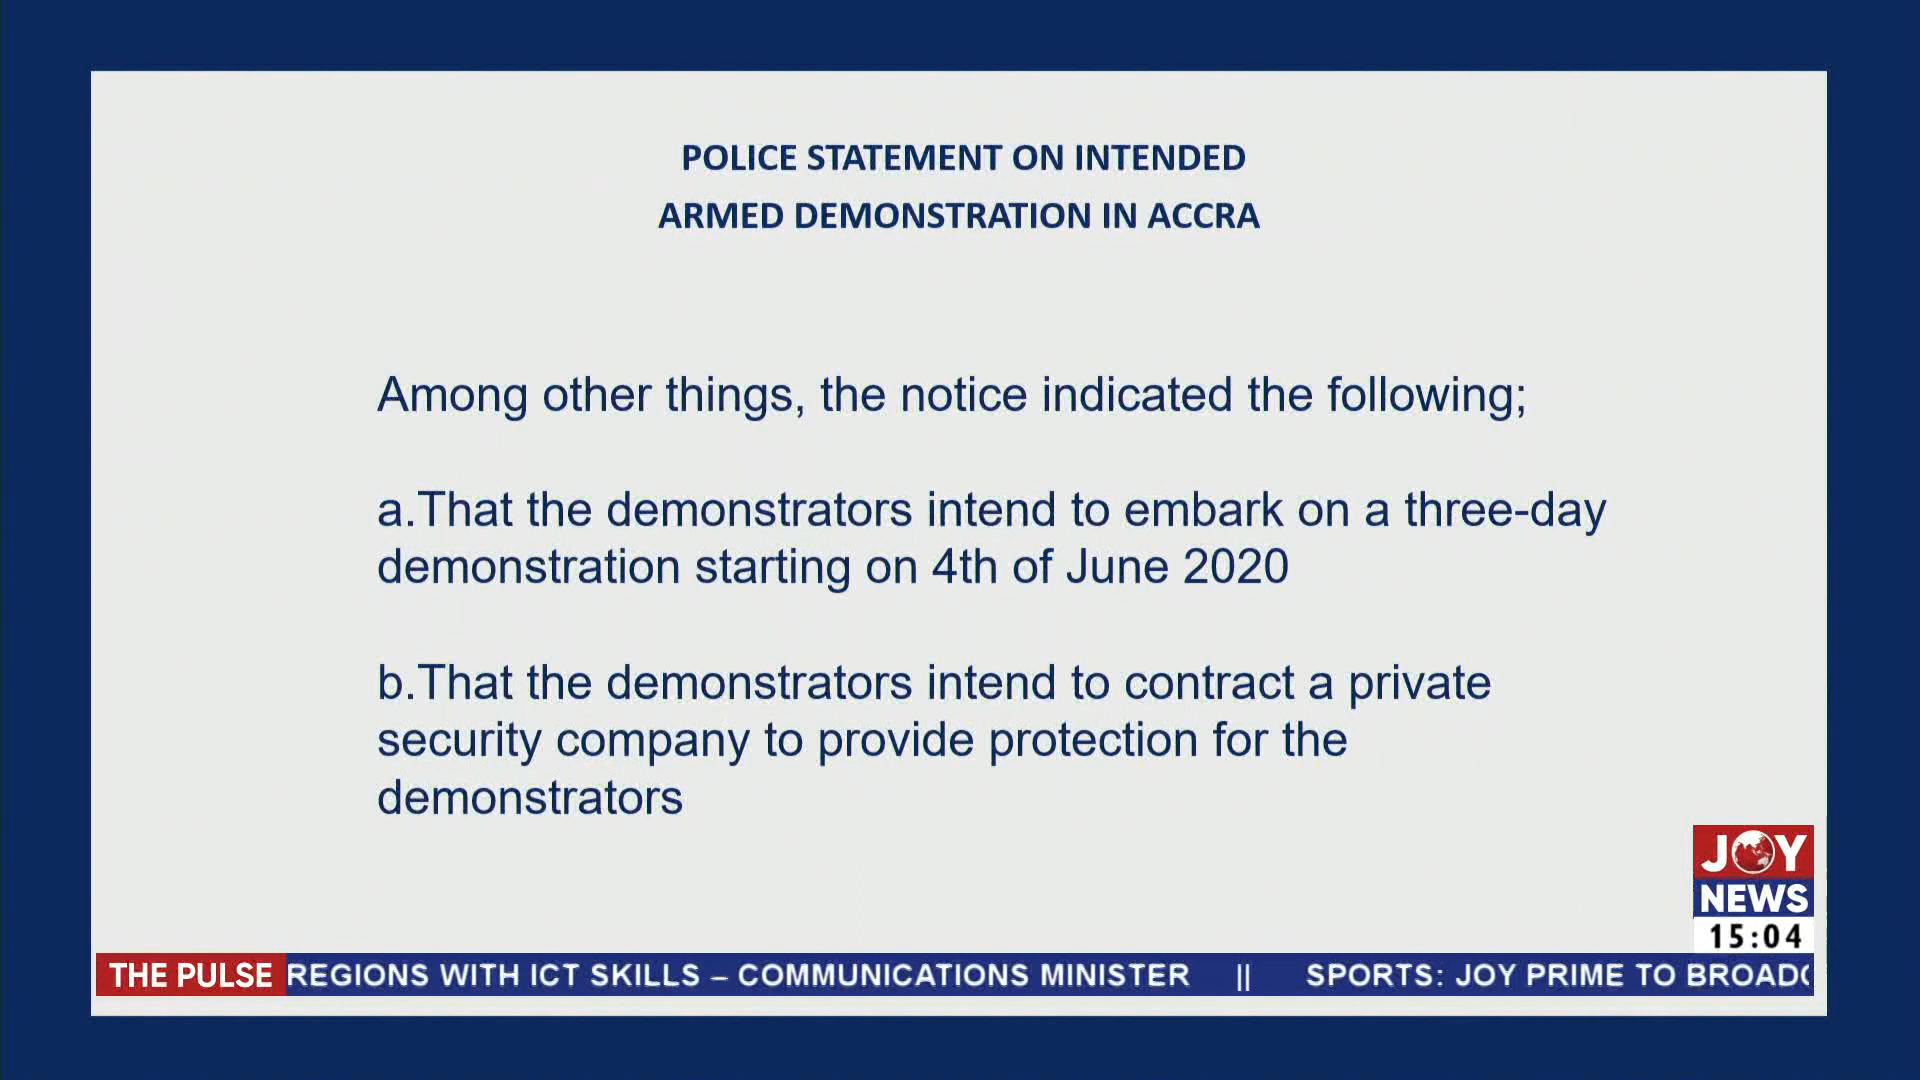 POLICE STATEMENT ON INTENDED
ARMED DEMONSTRATION IN ACCRA
Among other things, the notice indicated the following;
a.That the demonstrators intend to embark on a three-day
demonstration starting on 4th of June 2020
b.That the demonstrators intend to contract a private
security company to provide protection for the
demonstrators
JOY
NEWS
15:04
THE PULSE REGIONS WITH ICT SKILLS – COMMUNICATIONS MINISTER || SPORTS: JOY PRIME TO